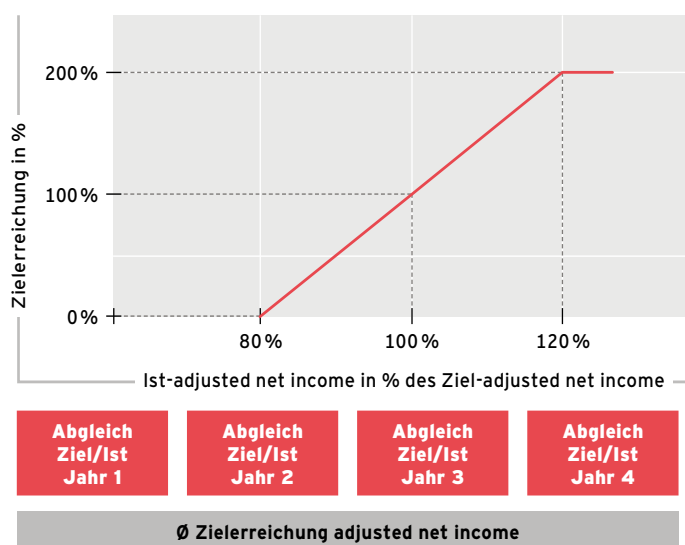 Zielerreichung in %
200 %
100 %
0 %
80 %
100 %
120 %
Ist-adjusted net income in % des Ziel-adjusted net income
Abgleich
Ziel/Ist
Jahr 1
Abgleich
Ziel/Ist
Jahr 2
Abgleich
Ziel/Ist
Jahr 3
Abgleich
Ziel/Ist
Jahr 4
Ø Zielerreichung adjusted net income